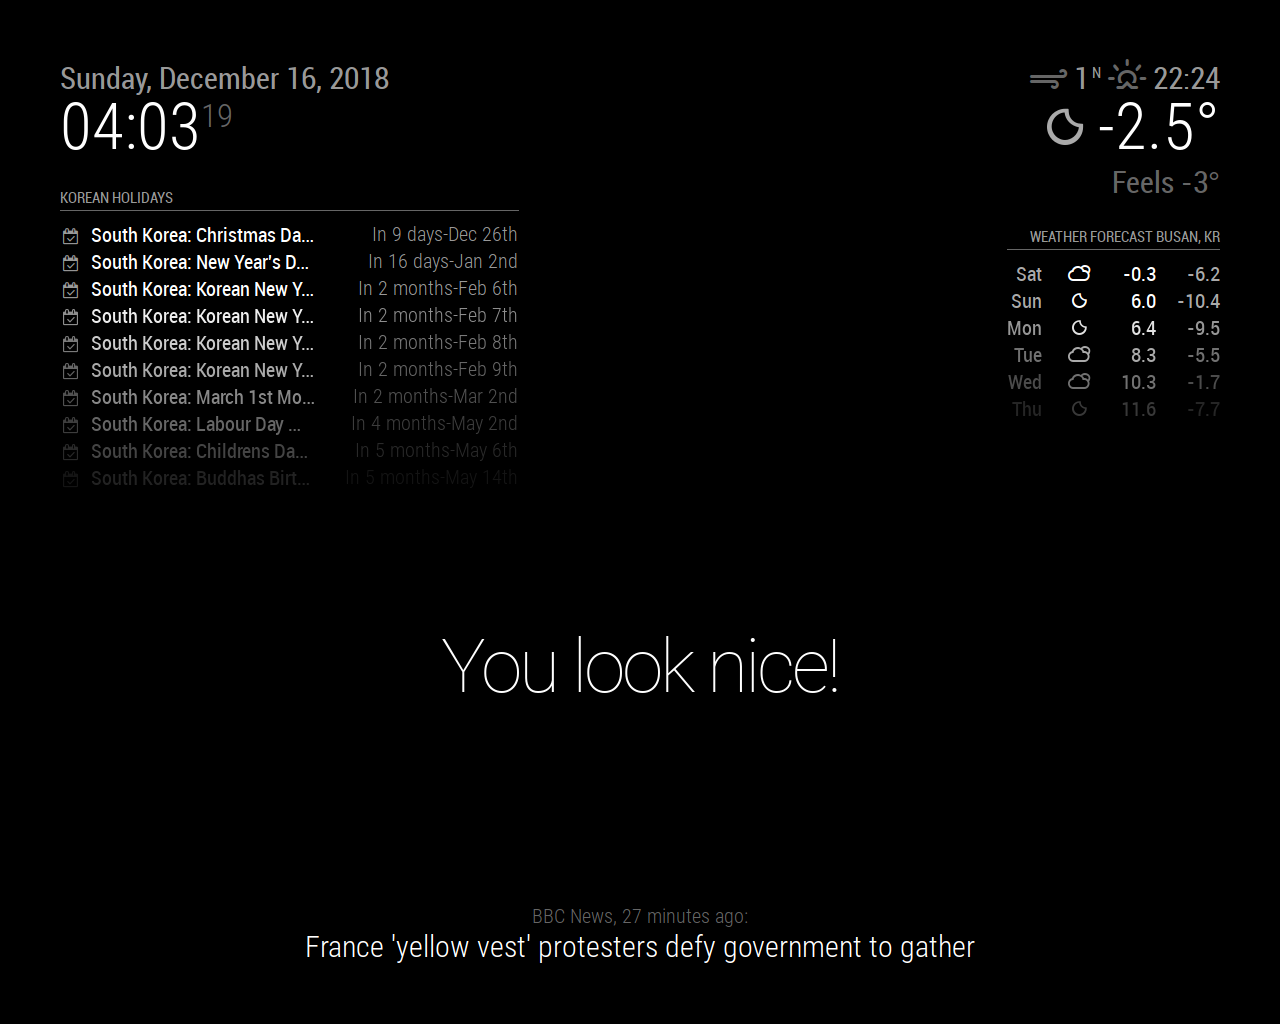 Sunday, December 16, 2018
04:03 19
KOREAN HOLIDAYS
South Korea: Christmas Da... In 9 days-Dec 26th
South Korea: New Year's D... In 16 days-Jan 2nd
South Korea: Korean New Y... In 2 months-Feb 6th
South Korea: Korean New Y... In 2 months-Feb 7th
South Korea: Korean New Y... In 2 months-Feb 8th
South Korea: Korean New Y... In 2 months-Feb 9th
South Korea: March 1st Mo... In 2 months-Mar 2nd
South Korea: Labour Day ... In 4 months-May 2nd
South Korea: Childrens Da... In 5 months-May 6th
South Korea: Buddhas Birt... In 5 months-May 14th
1 N 22:24
-2.5°
Feels -3°
WEATHER FORECAST BUSAN, KR
Sat -0.3 -6.2
Sun 6.0 -10.4
Mon 6.4 -9.5
Tue 8.3 -5.5
Wed 10.3 -1.7
Thu 11.6 -7.7
You look nice!
BBC News, 27 minutes ago:
France 'yellow vest' protesters defy government to gather